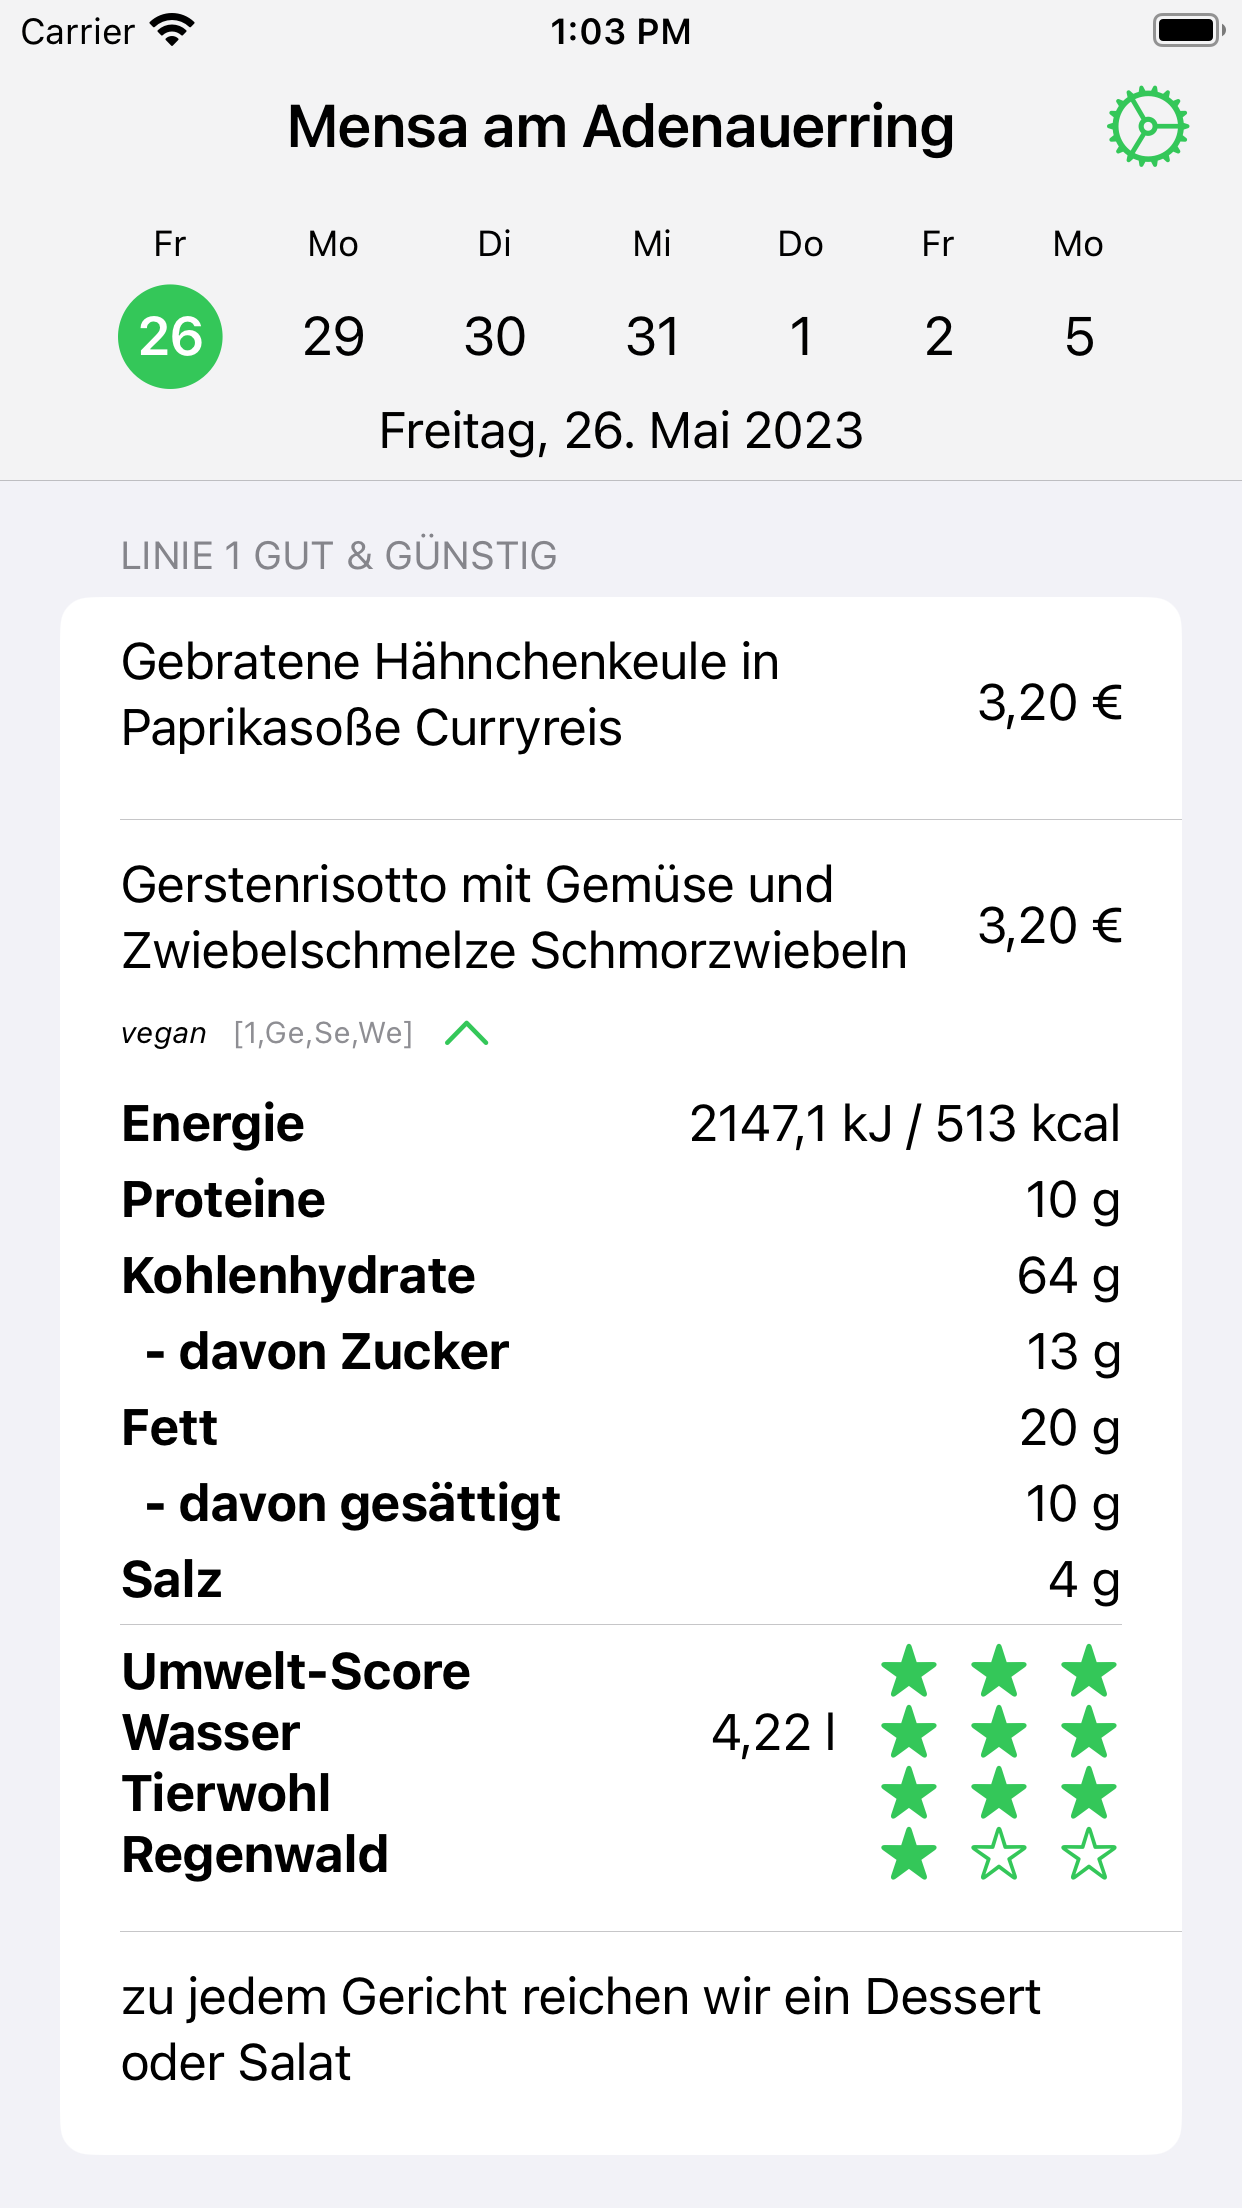 Carrier 1:03 PM
Mensa am Adenauerring
Fr Mo Di Mi Do Fr Mo
26 29 30 31 1 2 5
Freitag, 26. Mai 2023
LINIE 1 GUT & GÜNSTIG
Gebratene Hähnchenkeule in
Paprikasoße Curryreis
3,20 €
Gerstenrisotto mit Gemüse und
Zwiebelschmelze Schmorzwiebeln
3,20 €
vegan [1,Ge,Se,We]
Energie 2147,1 kJ / 513 kcal
Proteine 10 g
Kohlenhydrate 64 g
- davon Zucker 13 g
Fett 20 g
- davon gesättigt 10 g
Salz 4 g
Umwelt-Score
Wasser 4,22 l
Tierwohl
Regenwald
zu jedem Gericht reichen wir ein Dessert
oder Salat